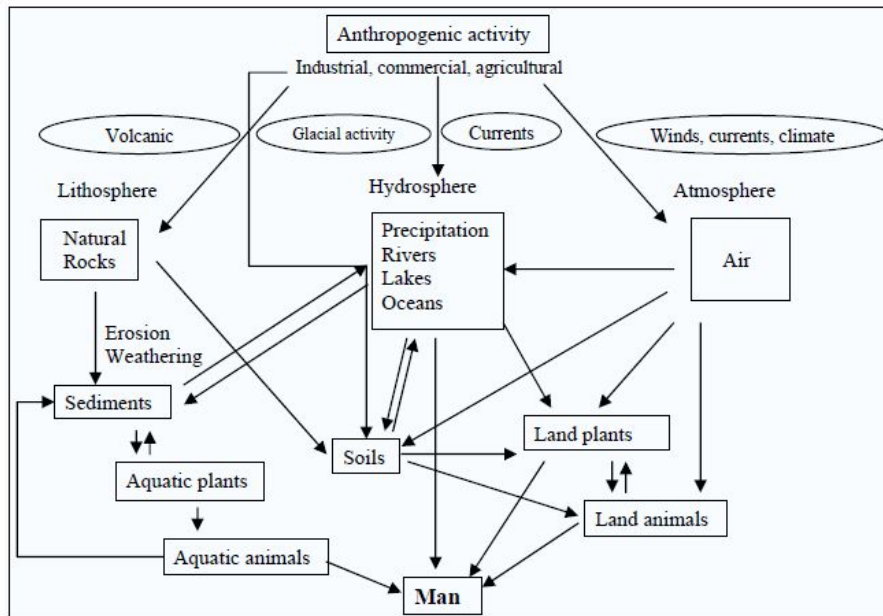 Anthropogenic activity
Industrial, commercial, agricultural
Volcanic
Glacial activity
Currents
Winds, currents, climate
Lithosphere
Hydrosphere
Atmosphere
Natural
Rocks
Precipitation
Rivers
Lakes
Oceans
Air
Erosion
Weathering
Sediments
Soils
Land plants
Aquatic plants
Land animals
Aquatic animals
Man